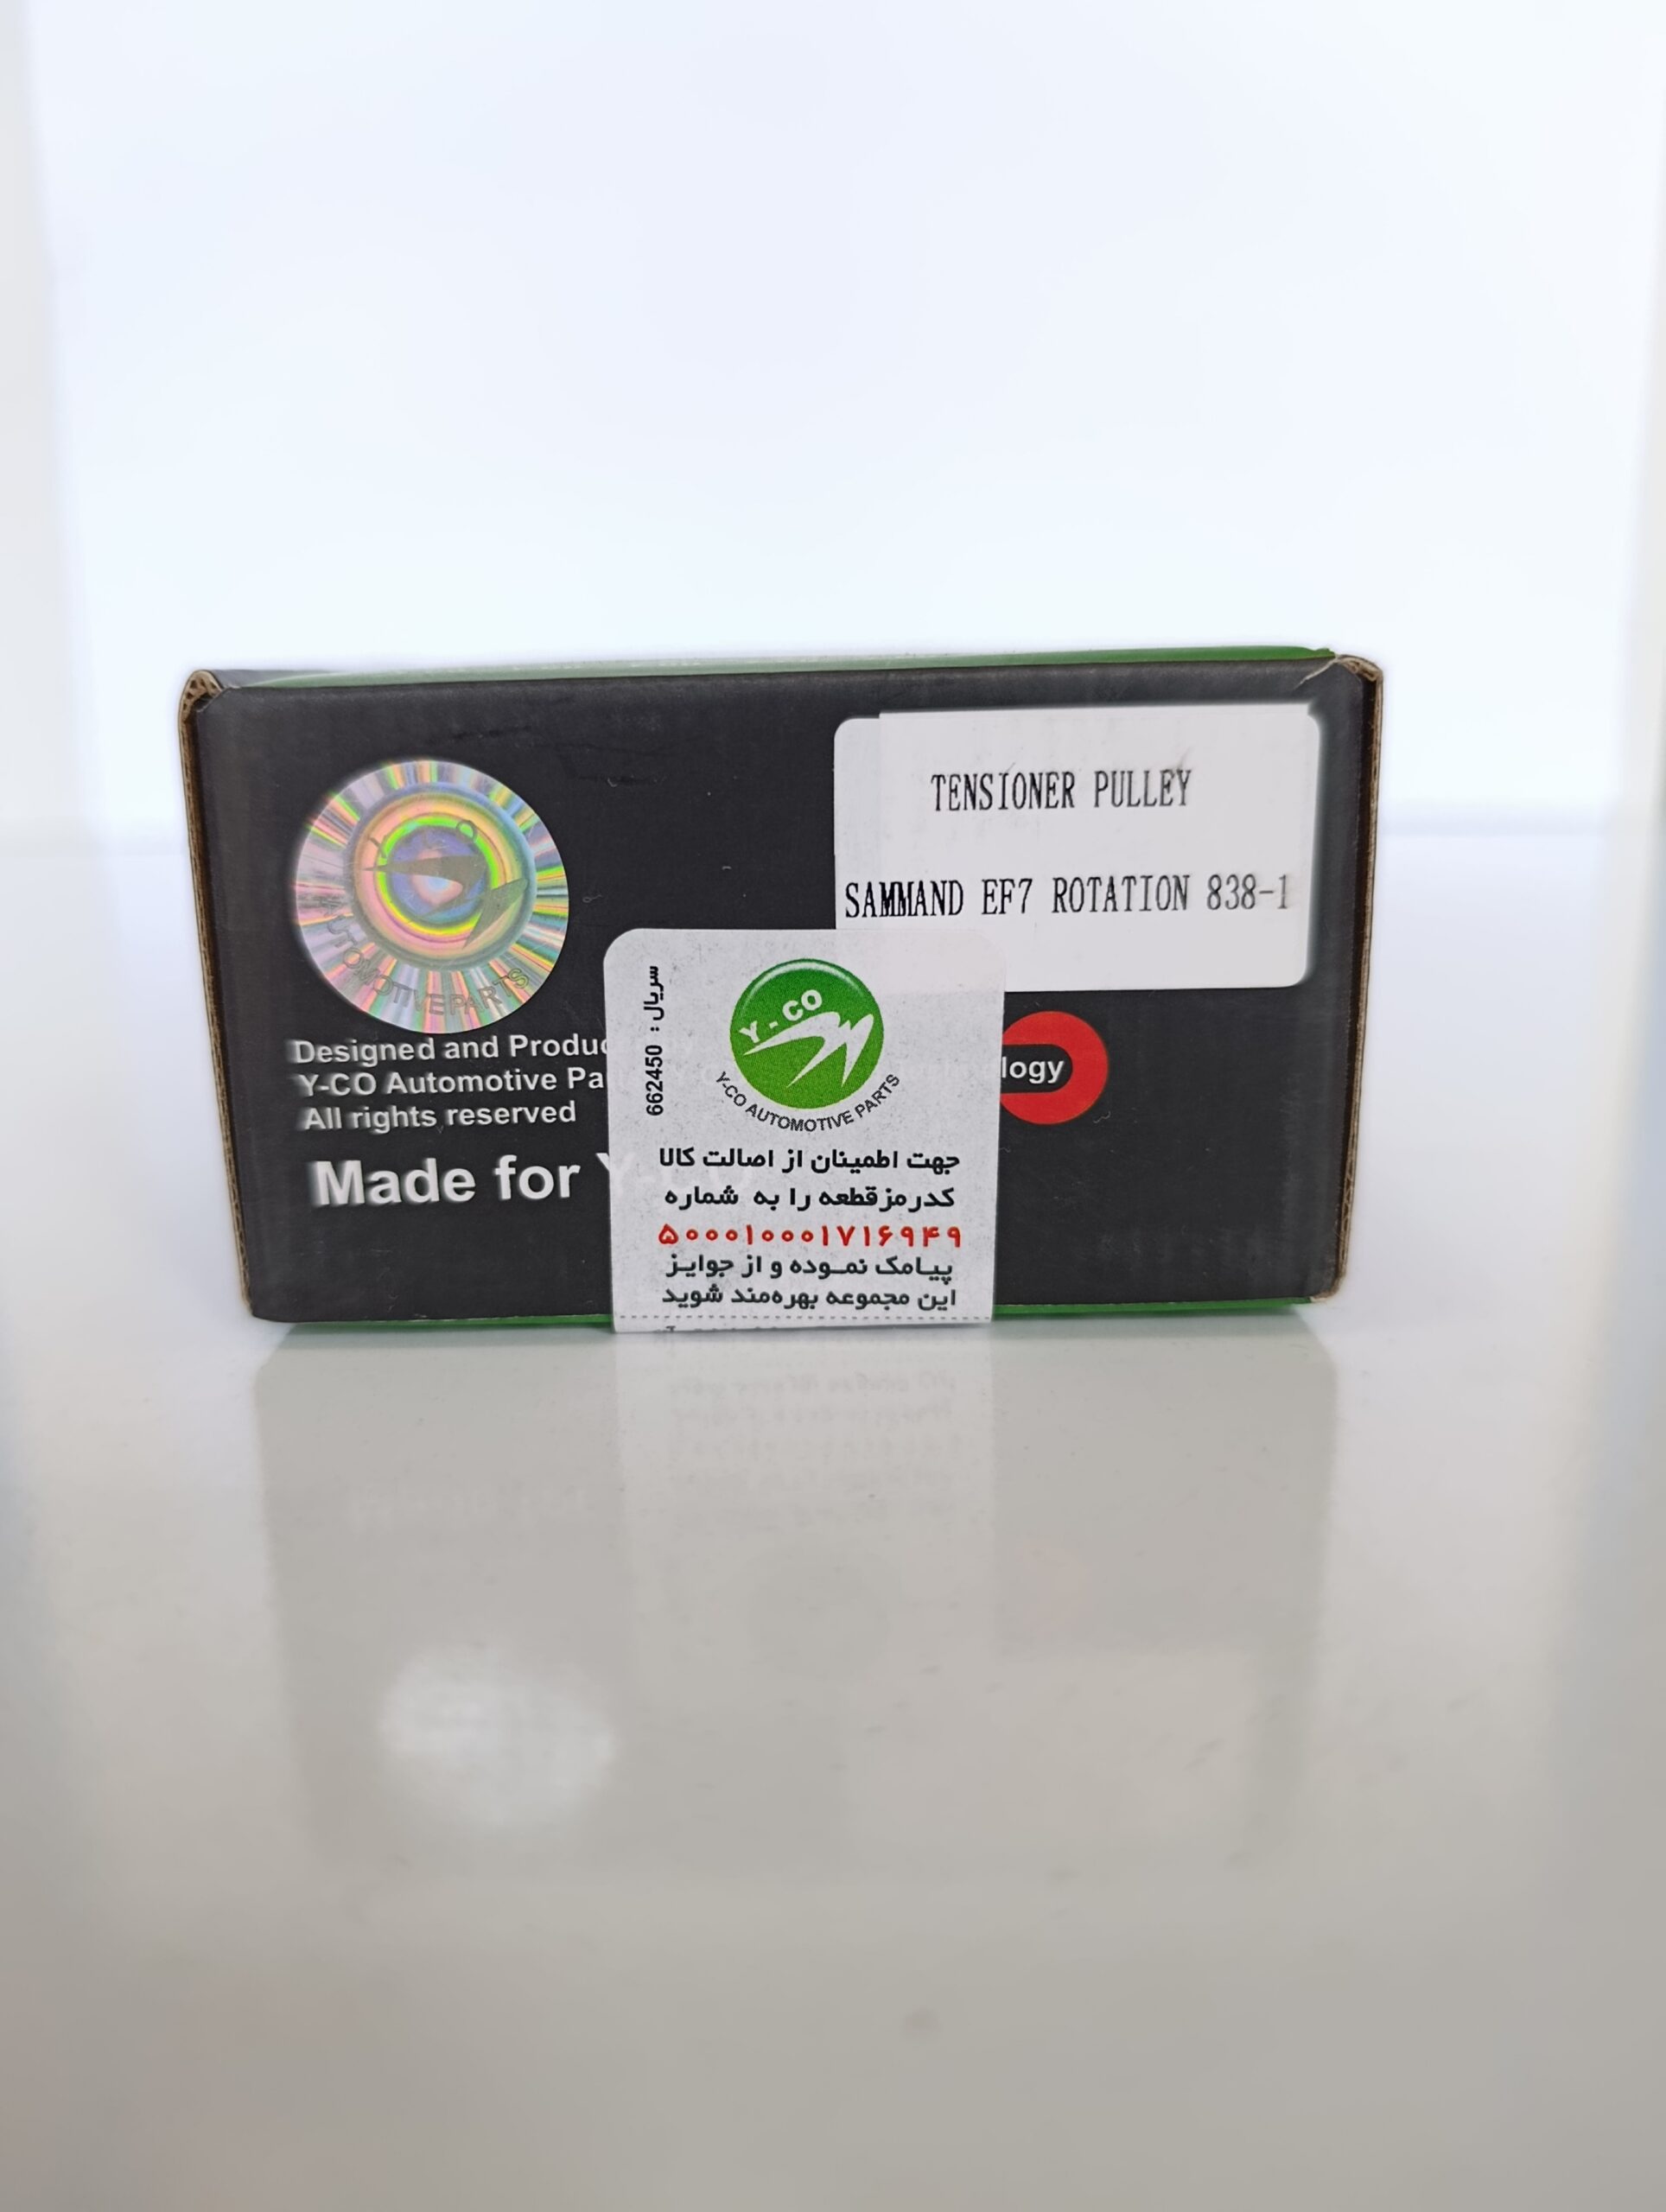 TENSIONER PULLEY
SAMMAND EF7 ROTATION 838-1
AUTOMOTIVE PARTS
Designed and Produc
Y-CO Automotive Pa
All rights reserved
Made for Y-CO
logy
سریال : 662450
Y-CO
Y-CO AUTOMOTIVE PARTS
جهت اطمینان از اصالت کالا
کدرمزقطعه را به شماره
۵۰۰۰۱۰۰۰۱۷۱۶۹۴۹
پیامک نموده و از جوایز
این مجموعه بهره‌مند شوید